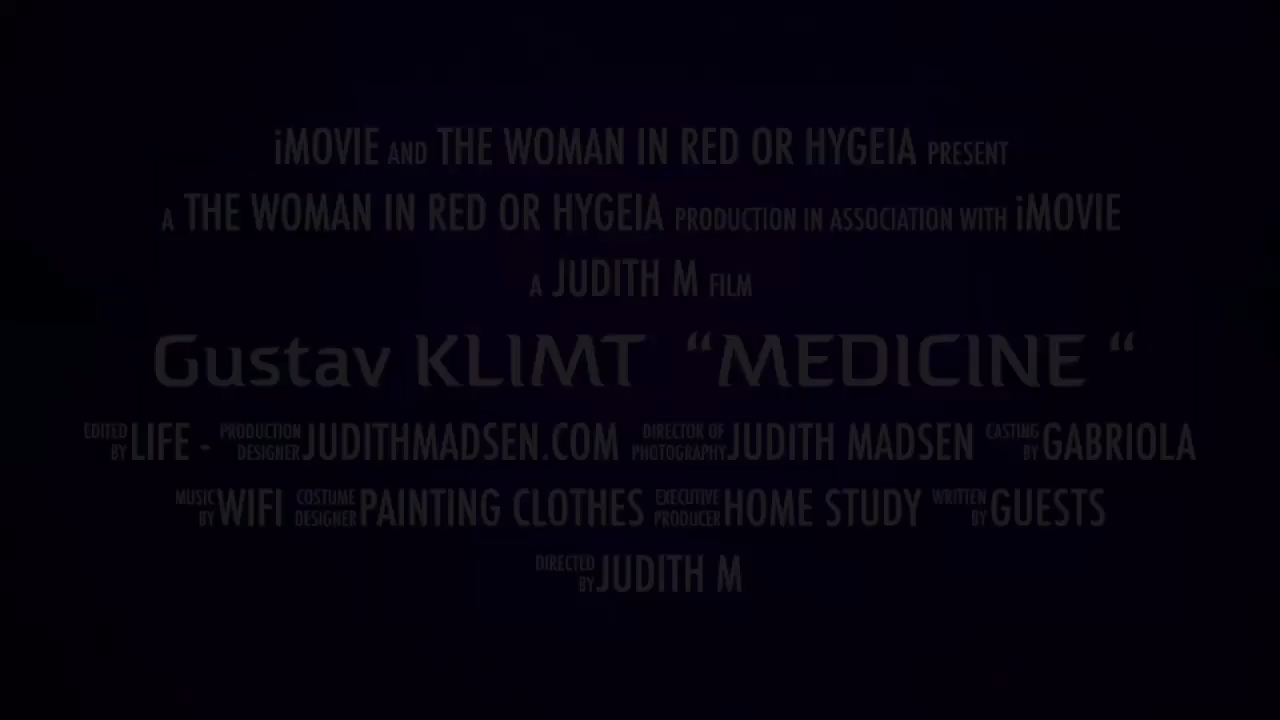 iMOVIE AND THE WOMAN IN RED OR HYGEIA PRESENT
A THE WOMAN IN RED OR HYGEIA PRODUCTION IN ASSOCIATION WITH iMOVIE
A JUDITH M FILM
Gustav KLIMT “MEDICINE “
EDITED BY LIFE - PRODUCTION DESIGNER JUDITHMADSEN.COM DIRECTOR OF PHOTOGRAPHY JUDITH MADSEN CASTING BY GABRIOLA
MUSIC BY WIFI COSTUME DESIGNER PAINTING CLOTHES EXECUTIVE PRODUCER HOME STUDY WRITTEN BY GUESTS
DIRECTED BY JUDITH M